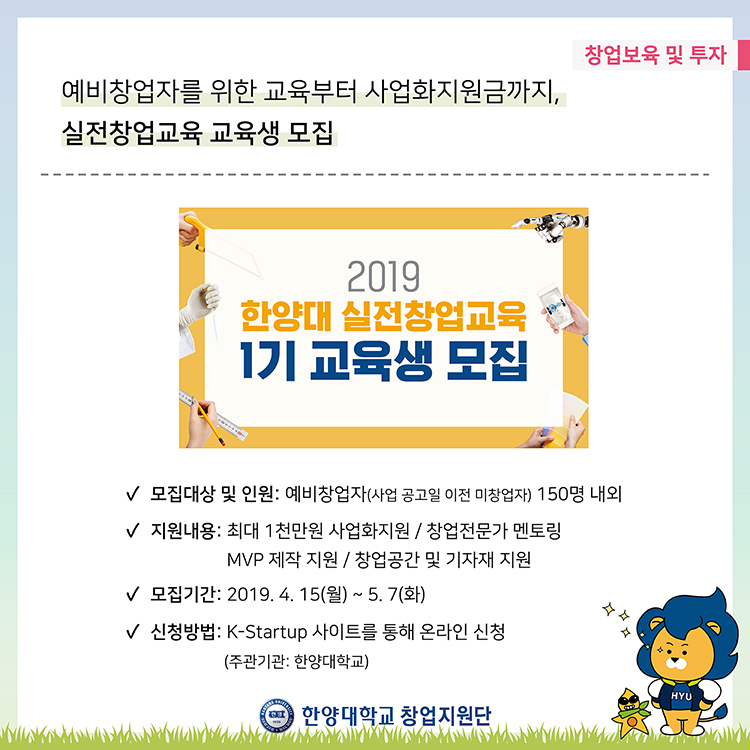 창업보육 및 투자
예비창업자를 위한 교육부터 사업화지원금까지,
실전창업교육 교육생 모집
2019
한양대 실전창업교육
1기 교육생 모집
✓ 모집대상 및 인원: 예비창업자(사업 공고일 이전 미창업자) 150명 내외
✓ 지원내용: 최대 1천만원 사업화지원 / 창업전문가 멘토링
MVP 제작 지원 / 창업공간 및 기자재 지원
✓ 모집기간: 2019. 4. 15(월) ~ 5. 7(화)
✓ 신청방법: K-Startup 사이트를 통해 온라인 신청
(주관기관: 한양대학교)
HYU
한양대학교 창업지원단